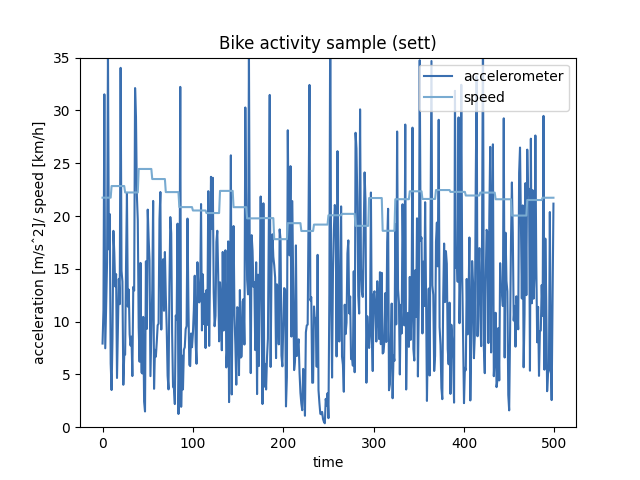 Bike activity sample (sett)
accelerometer
speed
acceleration [m/s^2]/ speed [km/h]
35
30
25
20
15
10
5
0
0 100 200 300 400 500
time